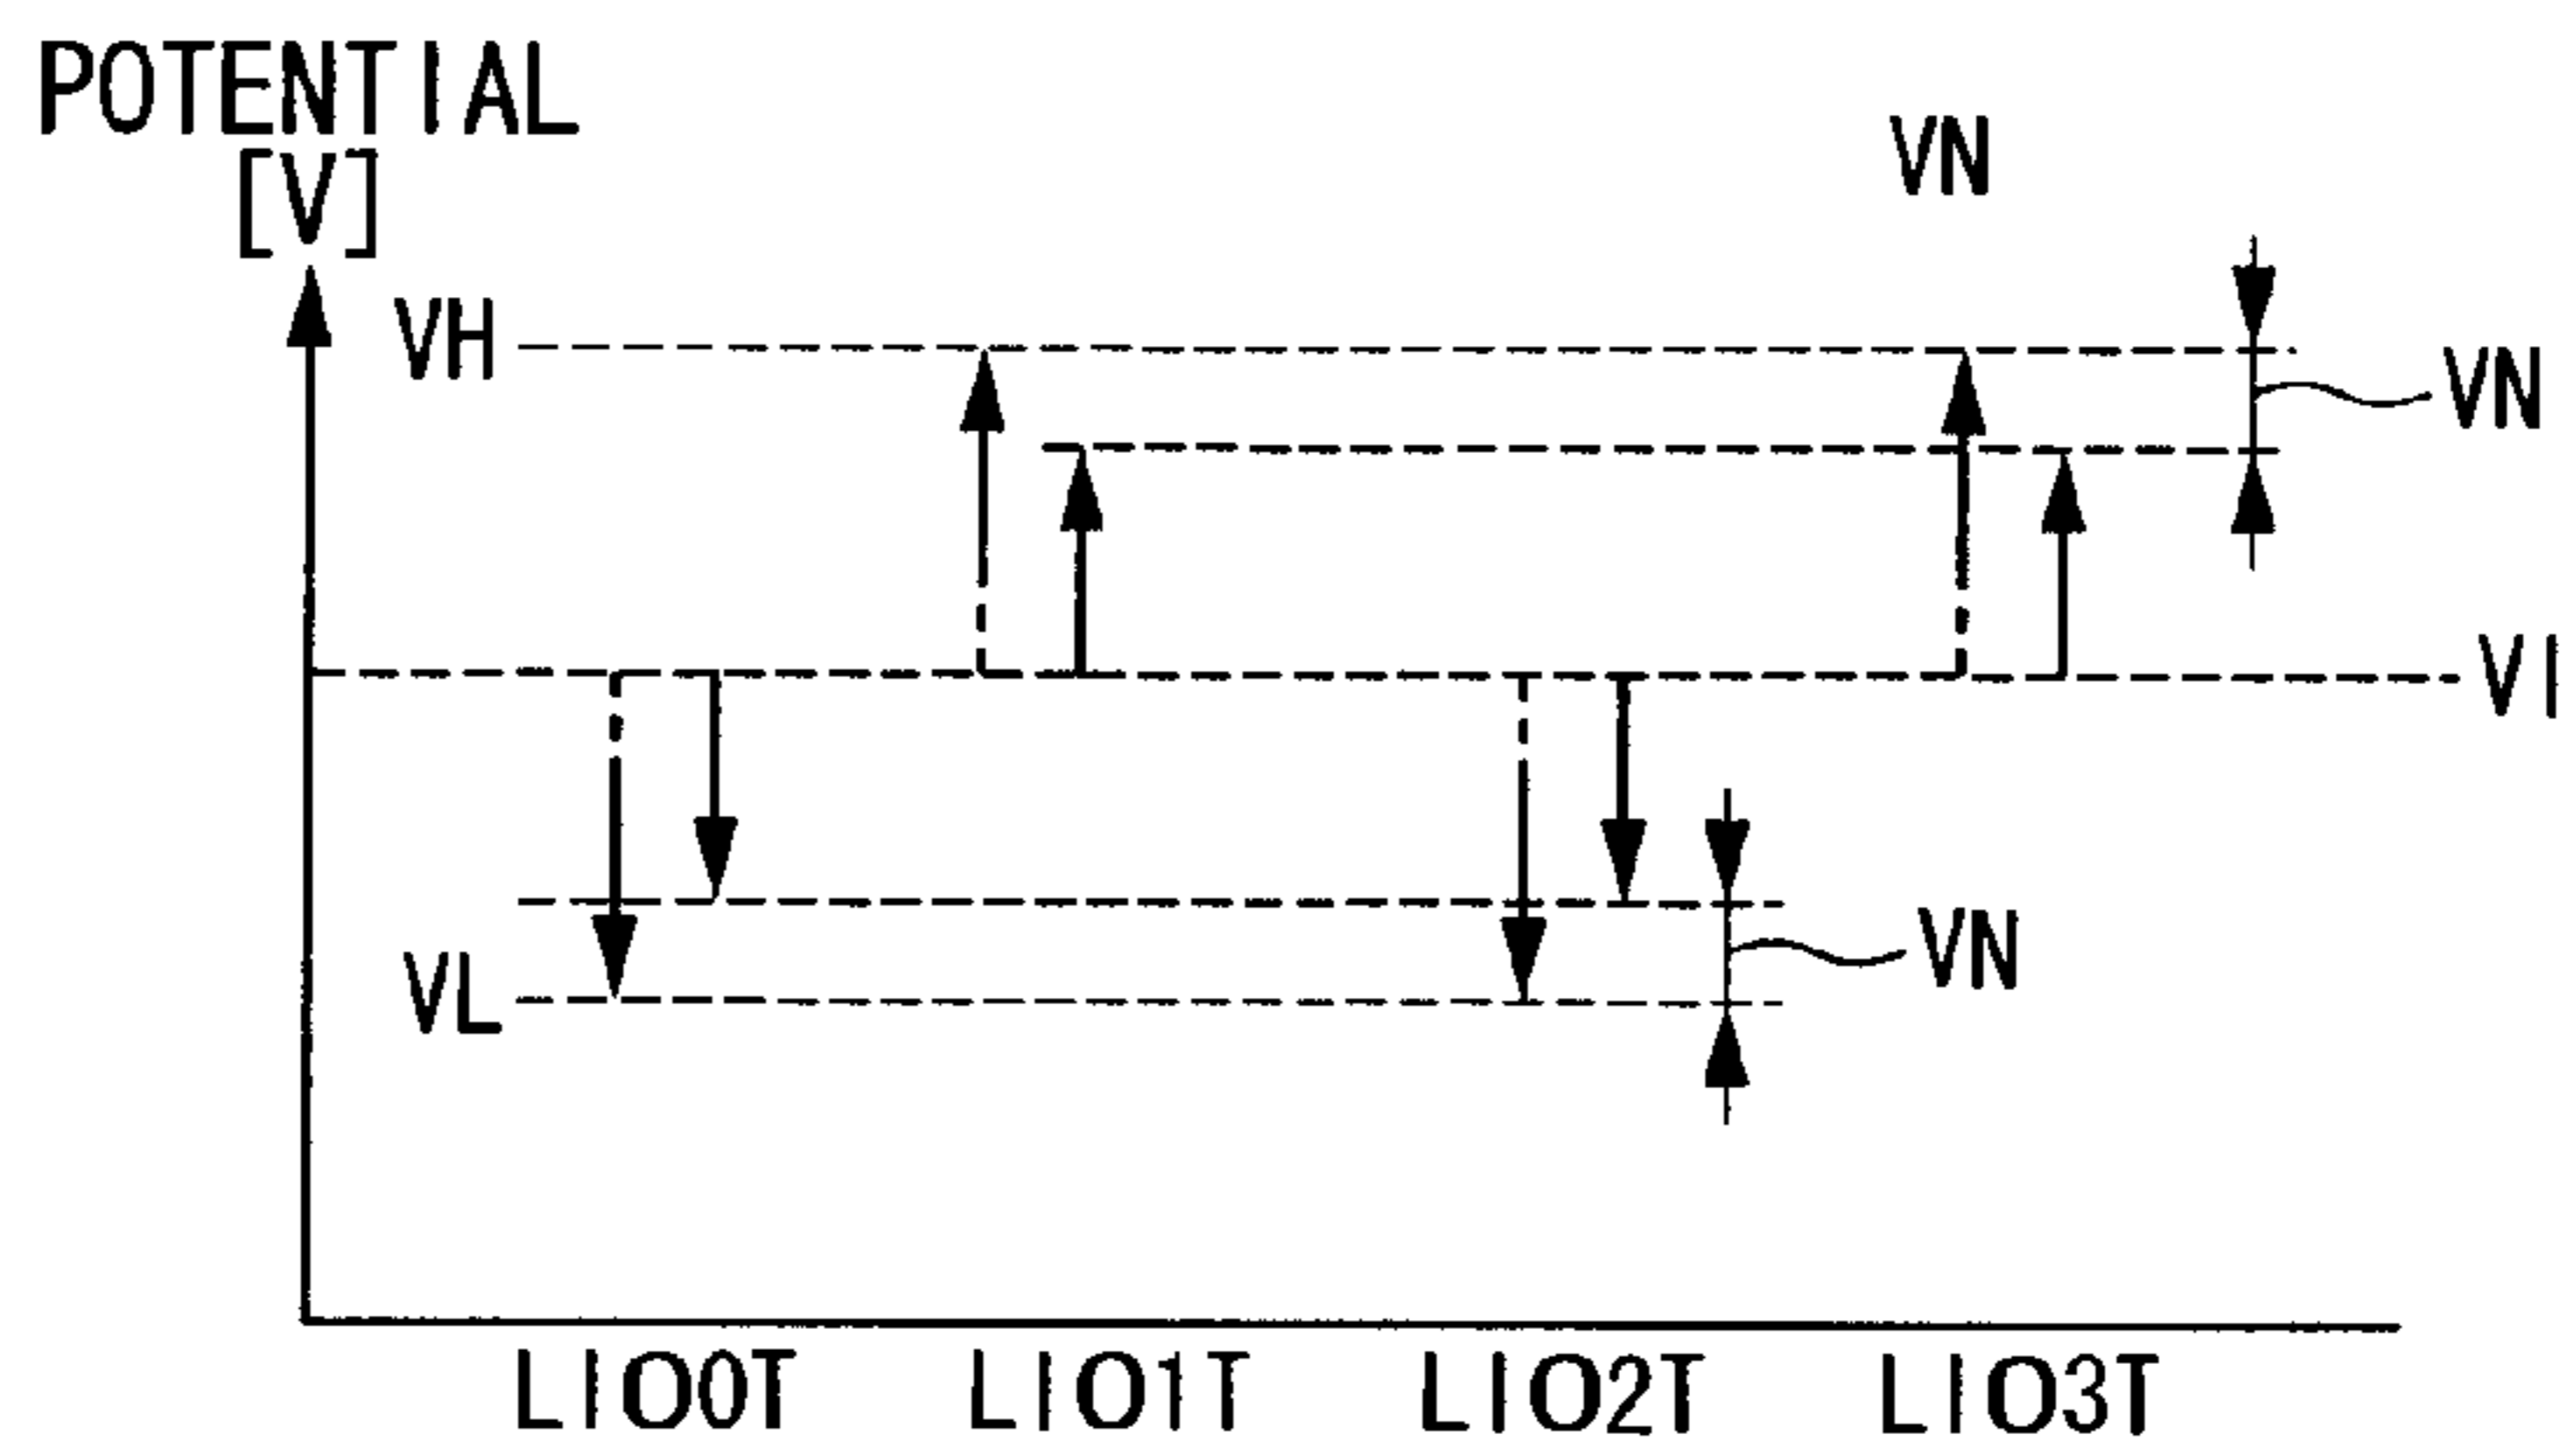 POTENTIAL
[V]
VN
VH
VN
VI
VL
VN
LIO0T LIO1T LIO2T LIO3T